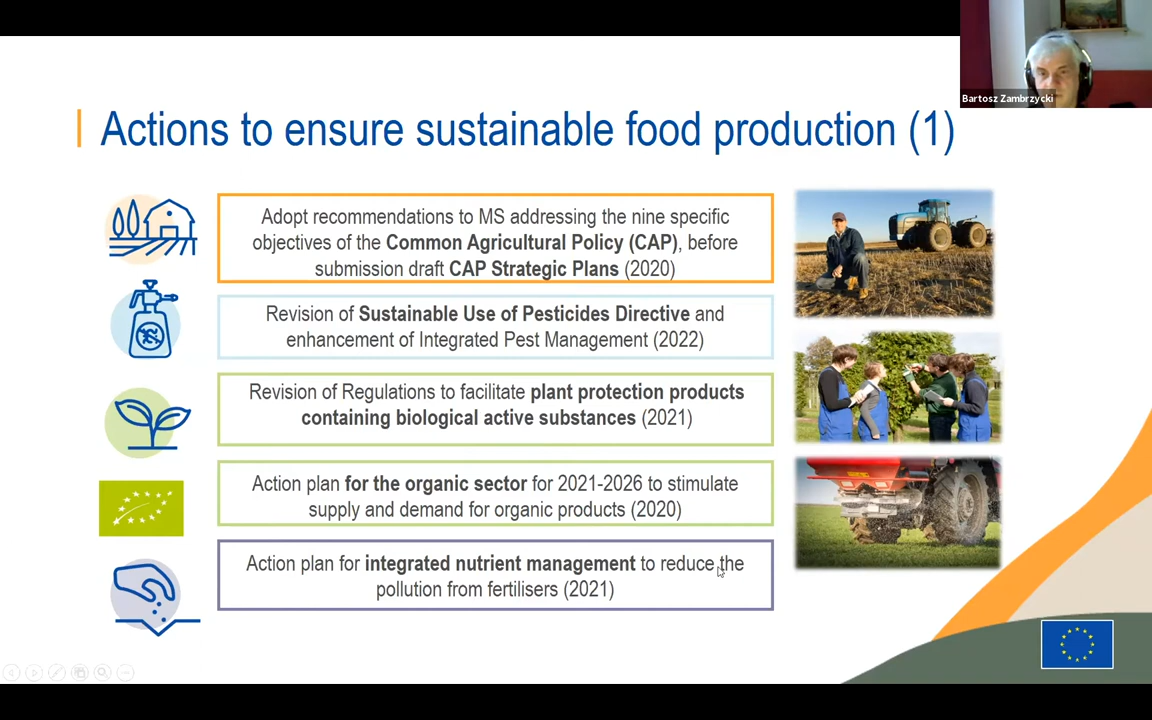 Bartosz Zambrzycki
Actions to ensure sustainable food production (1)
Adopt recommendations to MS addressing the nine specific
objectives of the Common Agricultural Policy (CAP), before
submission draft CAP Strategic Plans (2020)
Revision of Sustainable Use of Pesticides Directive and
enhancement of Integrated Pest Management (2022)
Revision of Regulations to facilitate plant protection products
containing biological active substances (2021)
Action plan for the organic sector for 2021-2026 to stimulate
supply and demand for organic products (2020)
Action plan for integrated nutrient management to reduce the
pollution from fertilisers (2021)